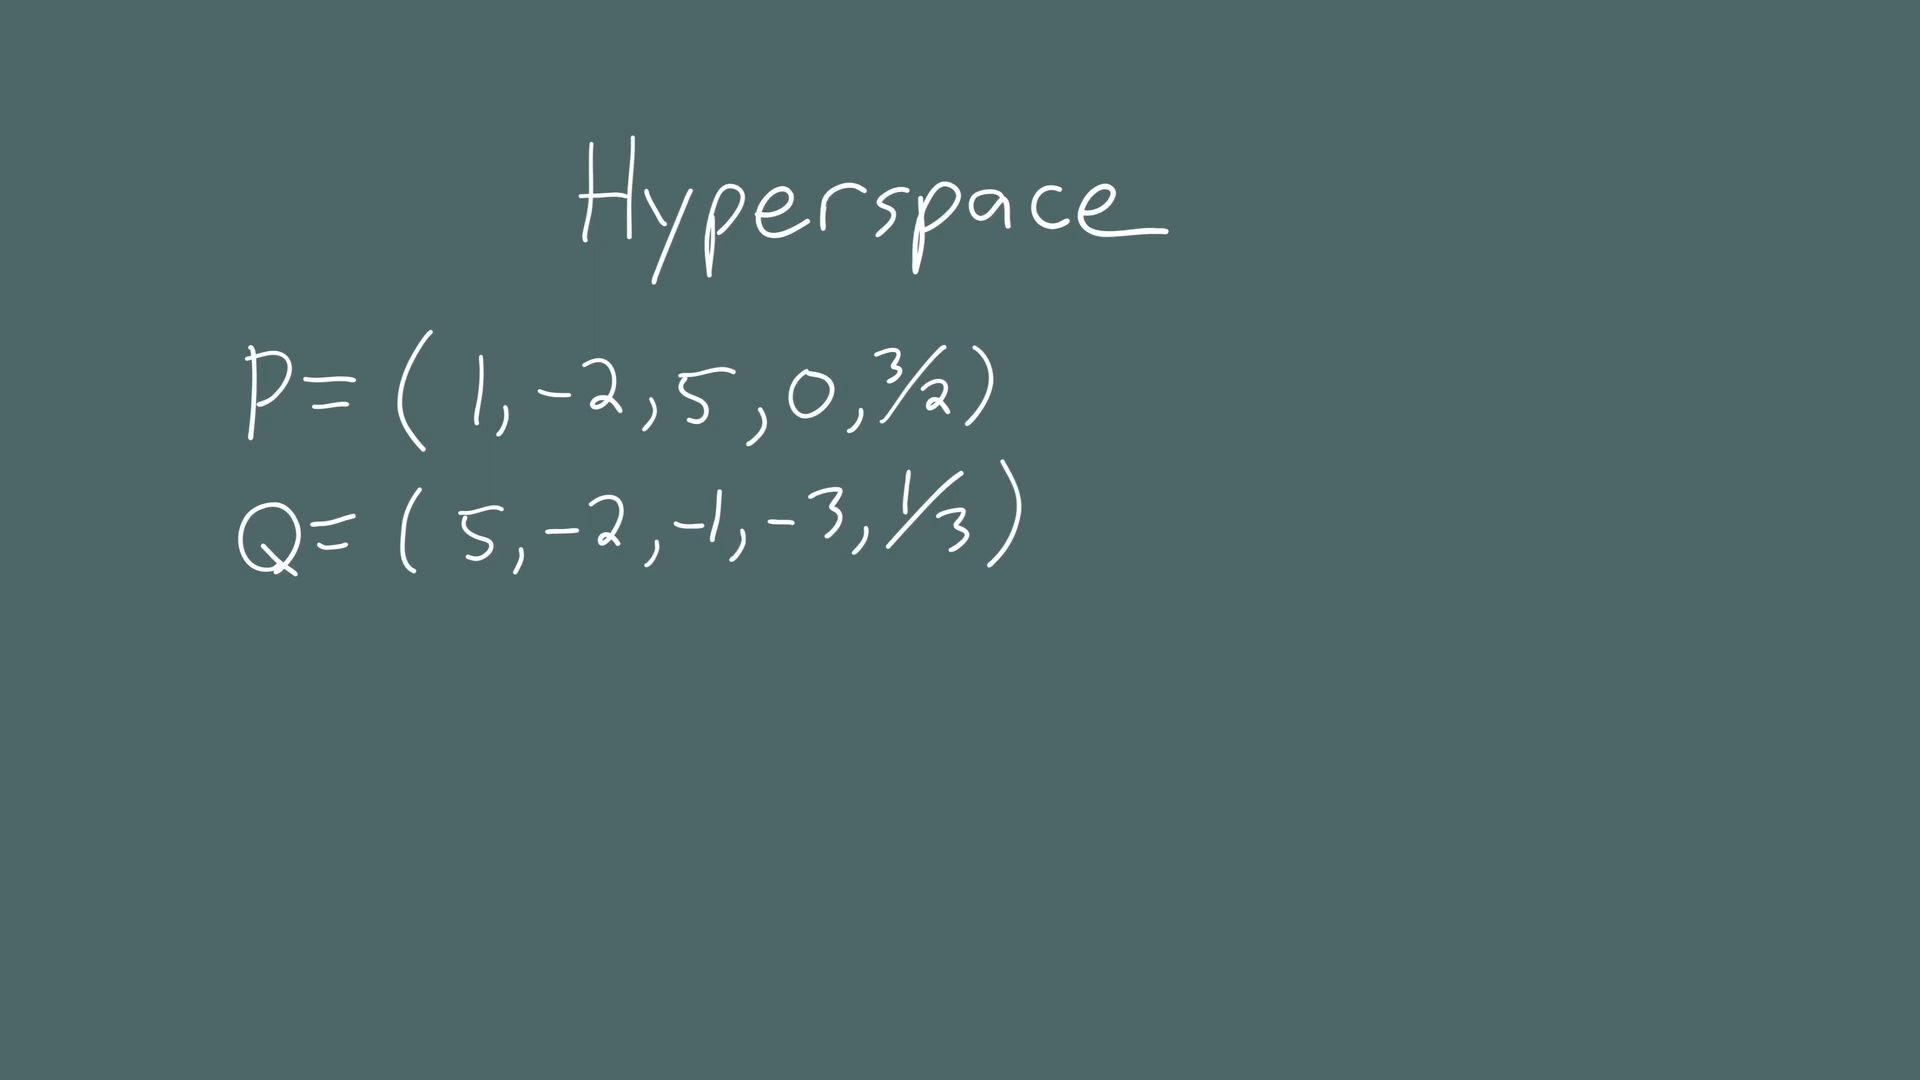 Hyperspace
P= (1, -2, 5, 0, 3/2)
Q= (5, -2, -1, -3, 1/3)